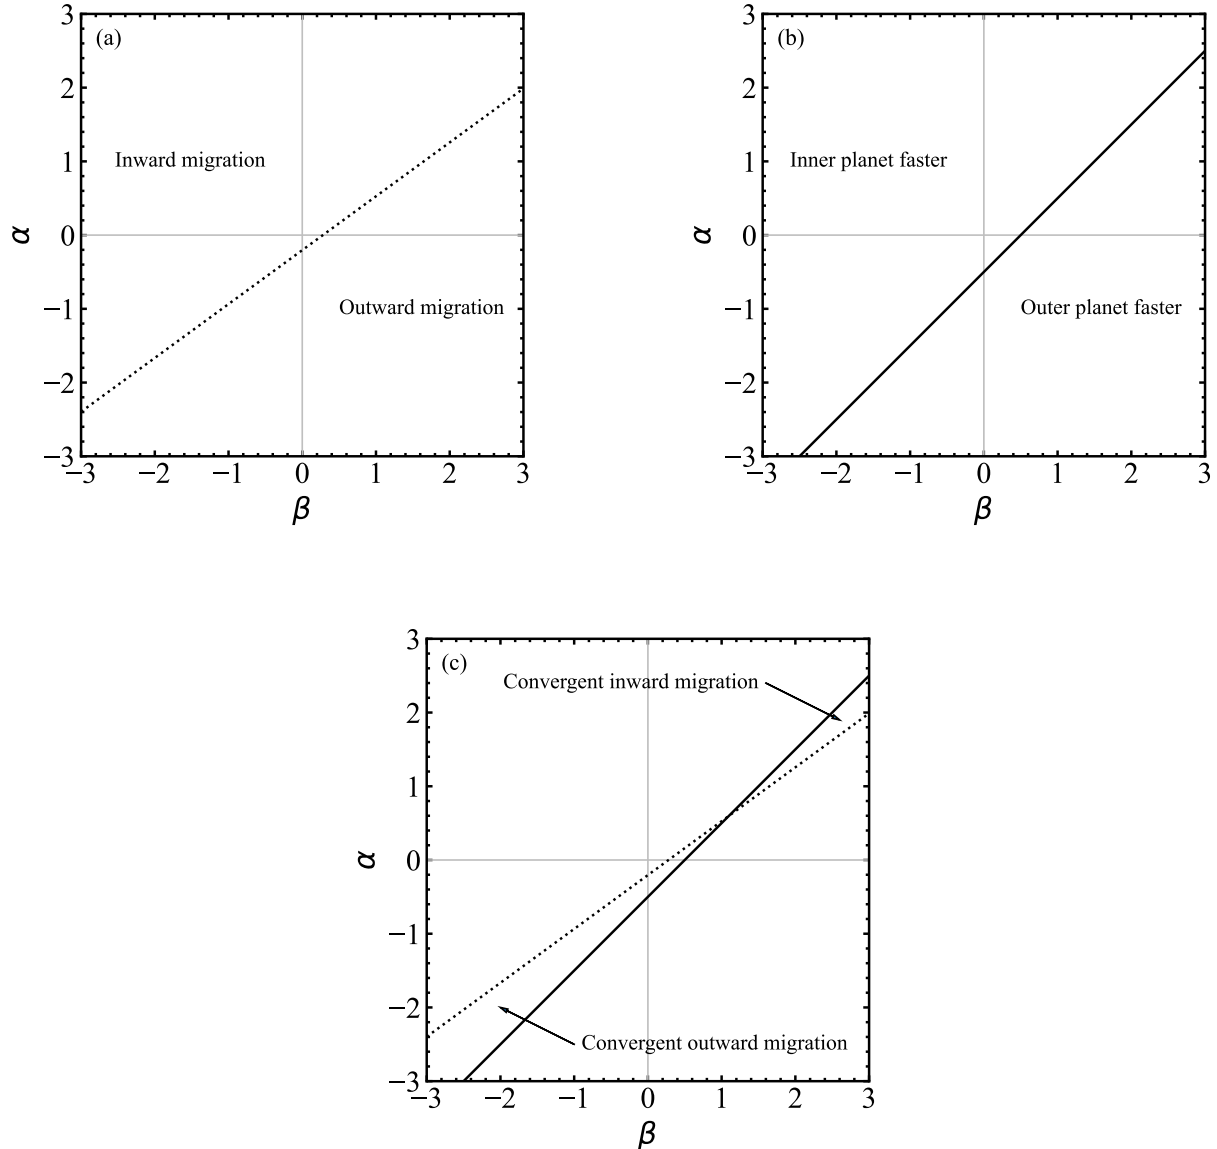 (a)
3
2
1
0
−1
−2
−3
α
Inward migration
Outward migration
−3 −2 −1 0 1 2 3
β
(b)
3
2
1
0
−1
−2
−3
α
Inner planet faster
Outer planet faster
−3 −2 −1 0 1 2 3
β
(c)
3
2
1
0
−1
−2
−3
α
Convergent inward migration
Convergent outward migration
−3 −2 −1 0 1 2 3
β